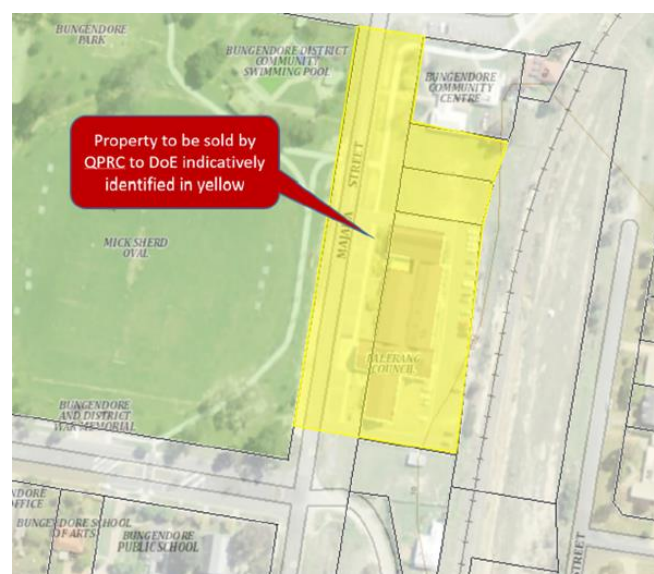 BUNGENDORE
PARK
BUNGENDORE DISTRICT
COMMUNITY
SWIMMING POOL
BUNGENDORE
COMMUNITY
CENTRE
Property to be sold by
QPRC to DoE indicatively
identified in yellow
MAJARA STREET
MICK SHERD
OVAL
PALERANG
COUNCIL
BUNGENDORE
AND DISTRICT
WAR MEMORIAL
NDORE
OFFICE
BUNGENDORE SCHOOL
OF ARTS
BUNGENDORE
PUBLIC SCHOOL
STREET